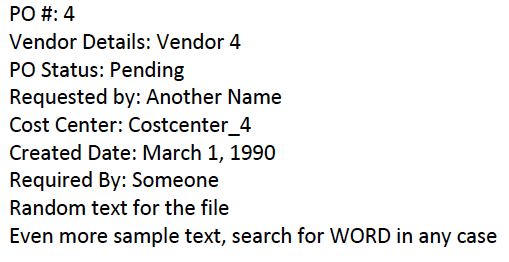 PO #: 4
Vendor Details: Vendor 4
PO Status: Pending
Requested by: Another Name
Cost Center: Costcenter_4
Created Date: March 1, 1990
Required By: Someone
Random text for the file
Even more sample text, search for WORD in any case